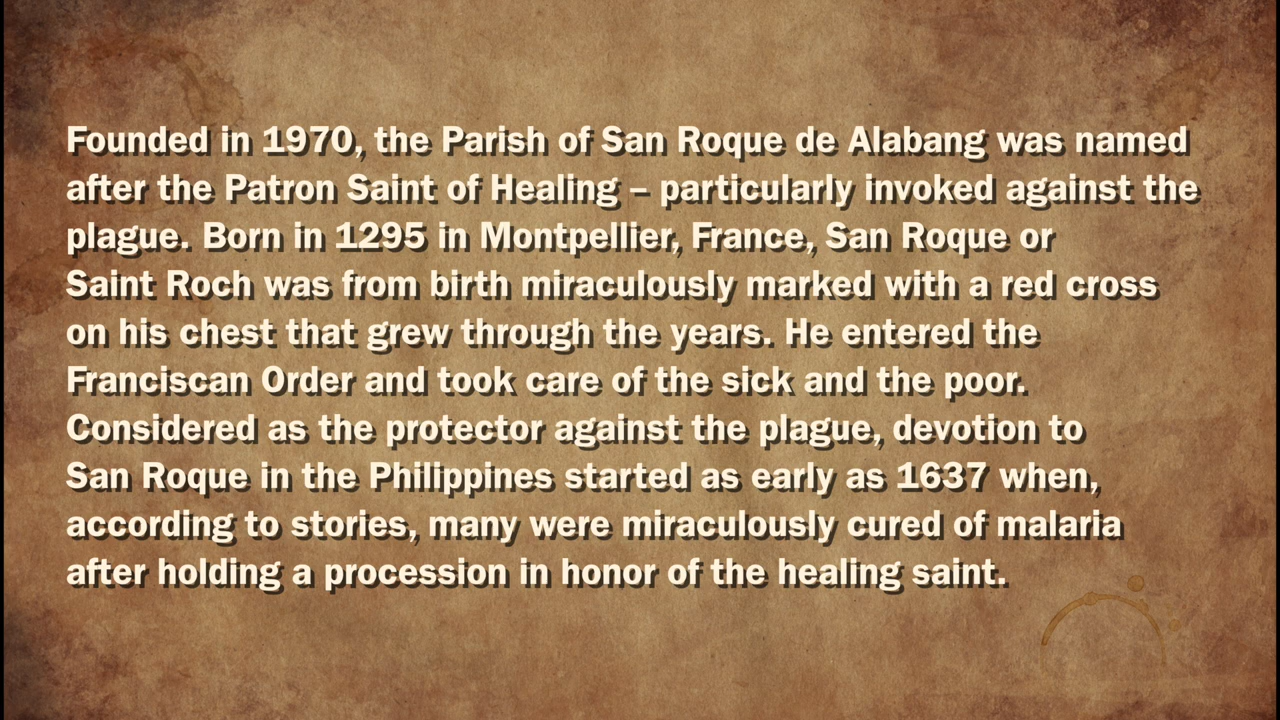 Founded in 1970, the Parish of San Roque de Alabang was named
after the Patron Saint of Healing – particularly invoked against the
plague. Born in 1295 in Montpellier, France, San Roque or
Saint Roch was from birth miraculously marked with a red cross
on his chest that grew through the years. He entered the
Franciscan Order and took care of the sick and the poor.
Considered as the protector against the plague, devotion to
San Roque in the Philippines started as early as 1637 when,
according to stories, many were miraculously cured of malaria
after holding a procession in honor of the healing saint.